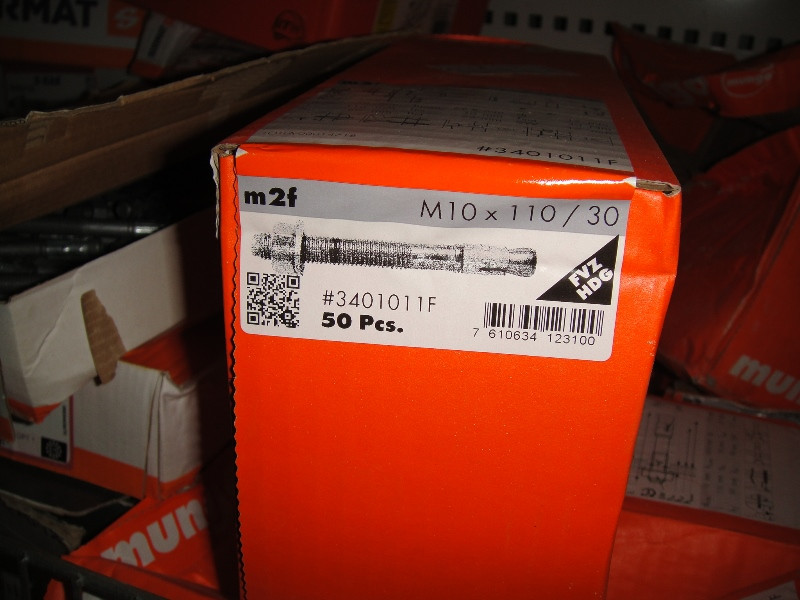 RMAT S
#3401011F
m2f
M10 x 110 / 30
FVZ
HDG
#3401011F
50 Pcs.
7 610634 123100
mun
mun